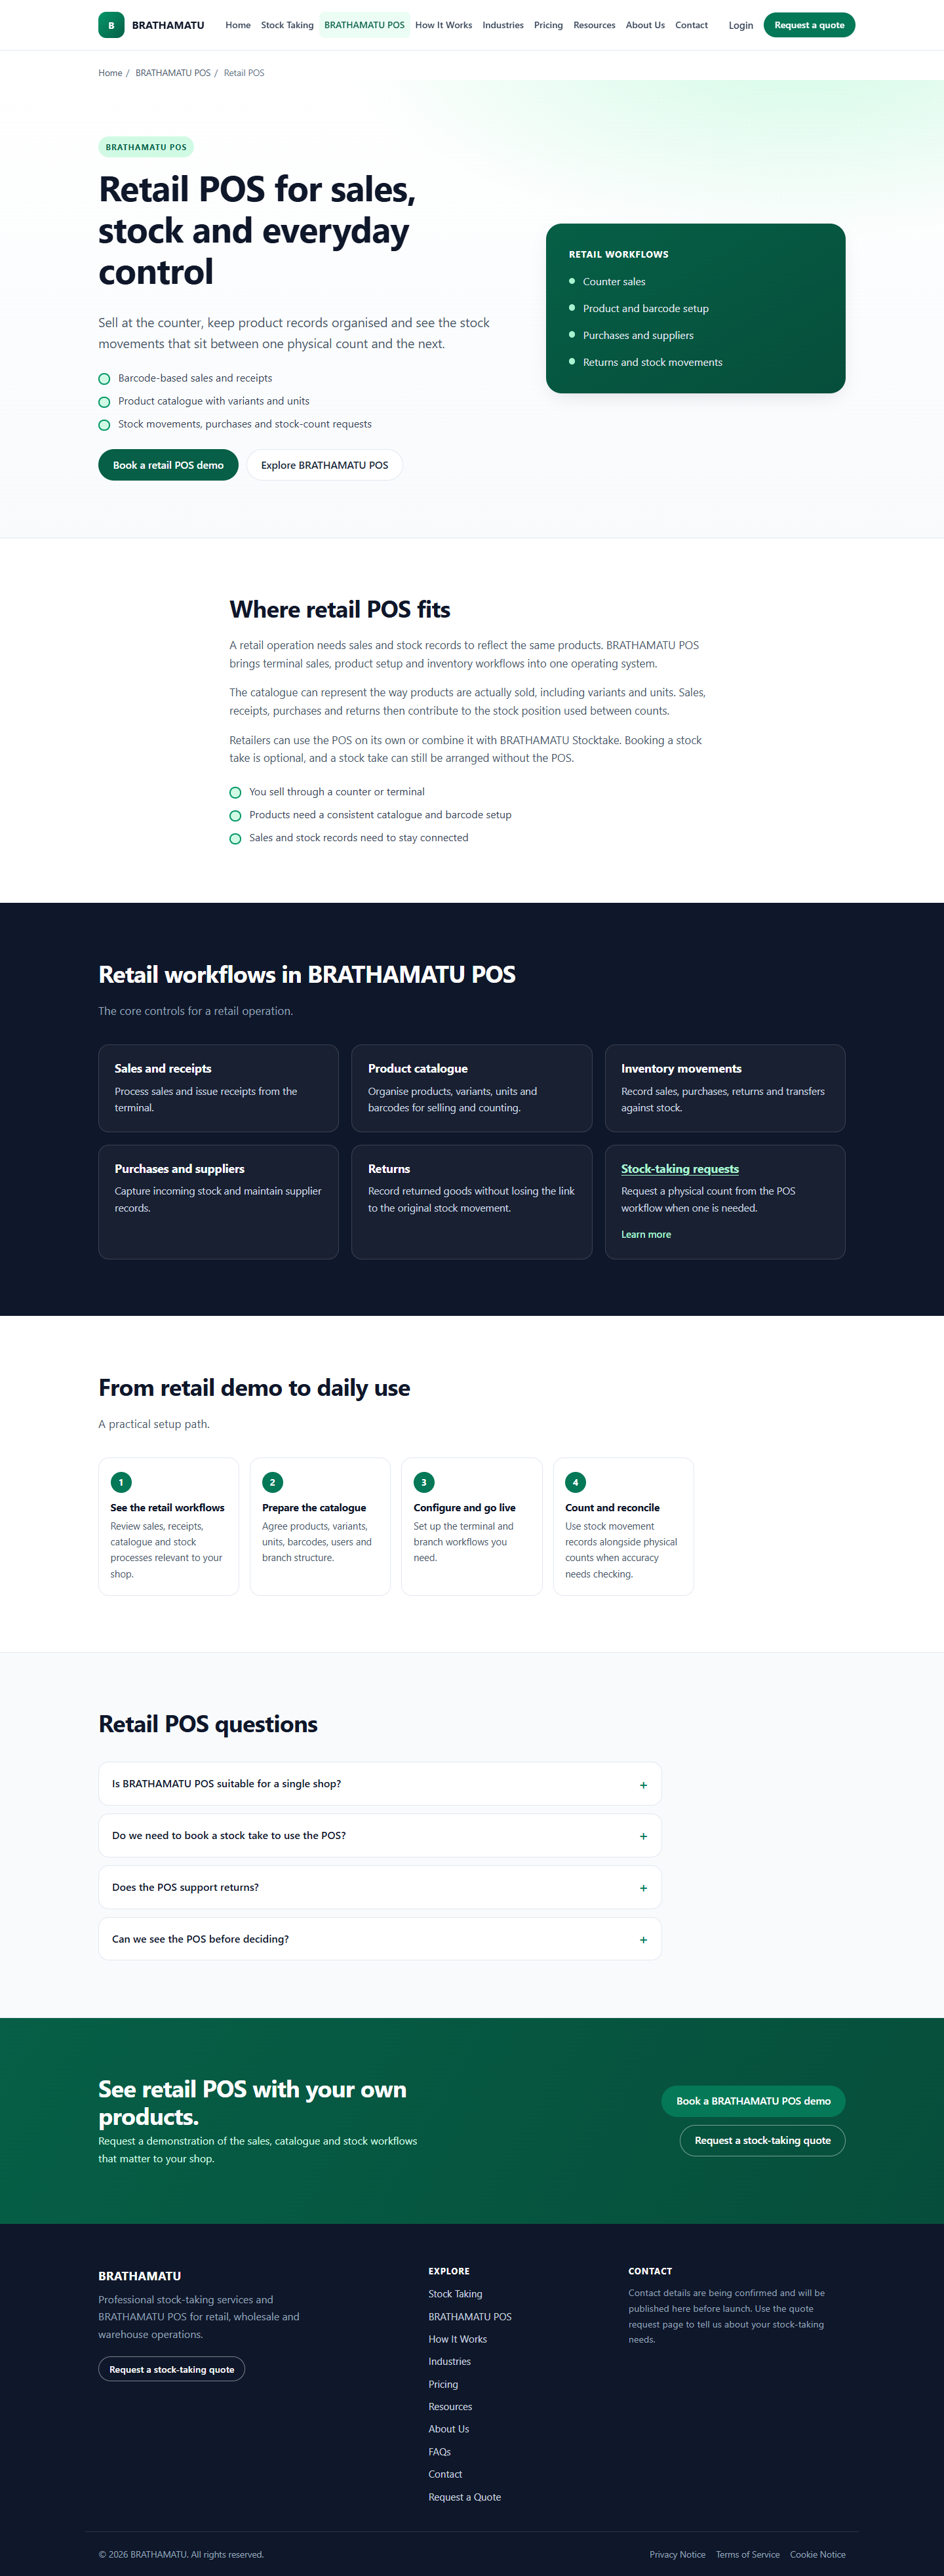 B BRATHAMATU Home Stock Taking BRATHAMATU POS How It Works Industries Pricing Resources About Us Contact Login Request a quote
Home / BRATHAMATU POS / Retail POS
BRATHAMATU POS
Retail POS for sales,
stock and everyday
control
Sell at the counter, keep product records organised and see the stock
movements that sit between one physical count and the next.
Barcode-based sales and receipts
Product catalogue with variants and units
Stock movements, purchases and stock-count requests
Book a retail POS demo Explore BRATHAMATU POS
RETAIL WORKFLOWS
Counter sales
Product and barcode setup
Purchases and suppliers
Returns and stock movements
Where retail POS fits
A retail operation needs sales and stock records to reflect the same products. BRATHAMATU POS
brings terminal sales, product setup and inventory workflows into one operating system.
The catalogue can represent the way products are actually sold, including variants and units. Sales,
receipts, purchases and returns then contribute to the stock position used between counts.
Retailers can use the POS on its own or combine it with BRATHAMATU Stocktake. Booking a stock
take is optional, and a stock take can still be arranged without the POS.
You sell through a counter or terminal
Products need a consistent catalogue and barcode setup
Sales and stock records need to stay connected
Retail workflows in BRATHAMATU POS
The core controls for a retail operation.
Sales and receipts
Process sales and issue receipts from the
terminal.
Product catalogue
Organise products, variants, units and
barcodes for selling and counting.
Inventory movements
Record sales, purchases, returns and transfers
against stock.
Purchases and suppliers
Capture incoming stock and maintain supplier
records.
Returns
Record returned goods without losing the link
to the original stock movement.
Stock-taking requests
Request a physical count from the POS
workflow when one is needed.
Learn more
From retail demo to daily use
A practical setup path.
1
See the retail workflows
Review sales, receipts,
catalogue and stock
processes relevant to your
shop.
2
Prepare the catalogue
Agree products, variants,
units, barcodes, users and
branch structure.
3
Configure and go live
Set up the terminal and
branch workflows you
need.
4
Count and reconcile
Use stock movement
records alongside physical
counts when accuracy
needs checking.
Retail POS questions
Is BRATHAMATU POS suitable for a single shop? +
Do we need to book a stock take to use the POS? +
Does the POS support returns? +
Can we see the POS before deciding? +
See retail POS with your own
products.
Request a demonstration of the sales, catalogue and stock workflows
that matter to your shop.
Book a BRATHAMATU POS demo
Request a stock-taking quote
BRATHAMATU
Professional stock-taking services and
BRATHAMATU POS for retail, wholesale and
warehouse operations.
Request a stock-taking quote
EXPLORE
Stock Taking
BRATHAMATU POS
How It Works
Industries
Pricing
Resources
About Us
FAQs
Contact
Request a Quote
CONTACT
Contact details are being confirmed and will be
published here before launch. Use the quote
request page to tell us about your stock-taking
needs.
© 2026 BRATHAMATU. All rights reserved. Privacy Notice Terms of Service Cookie Notice